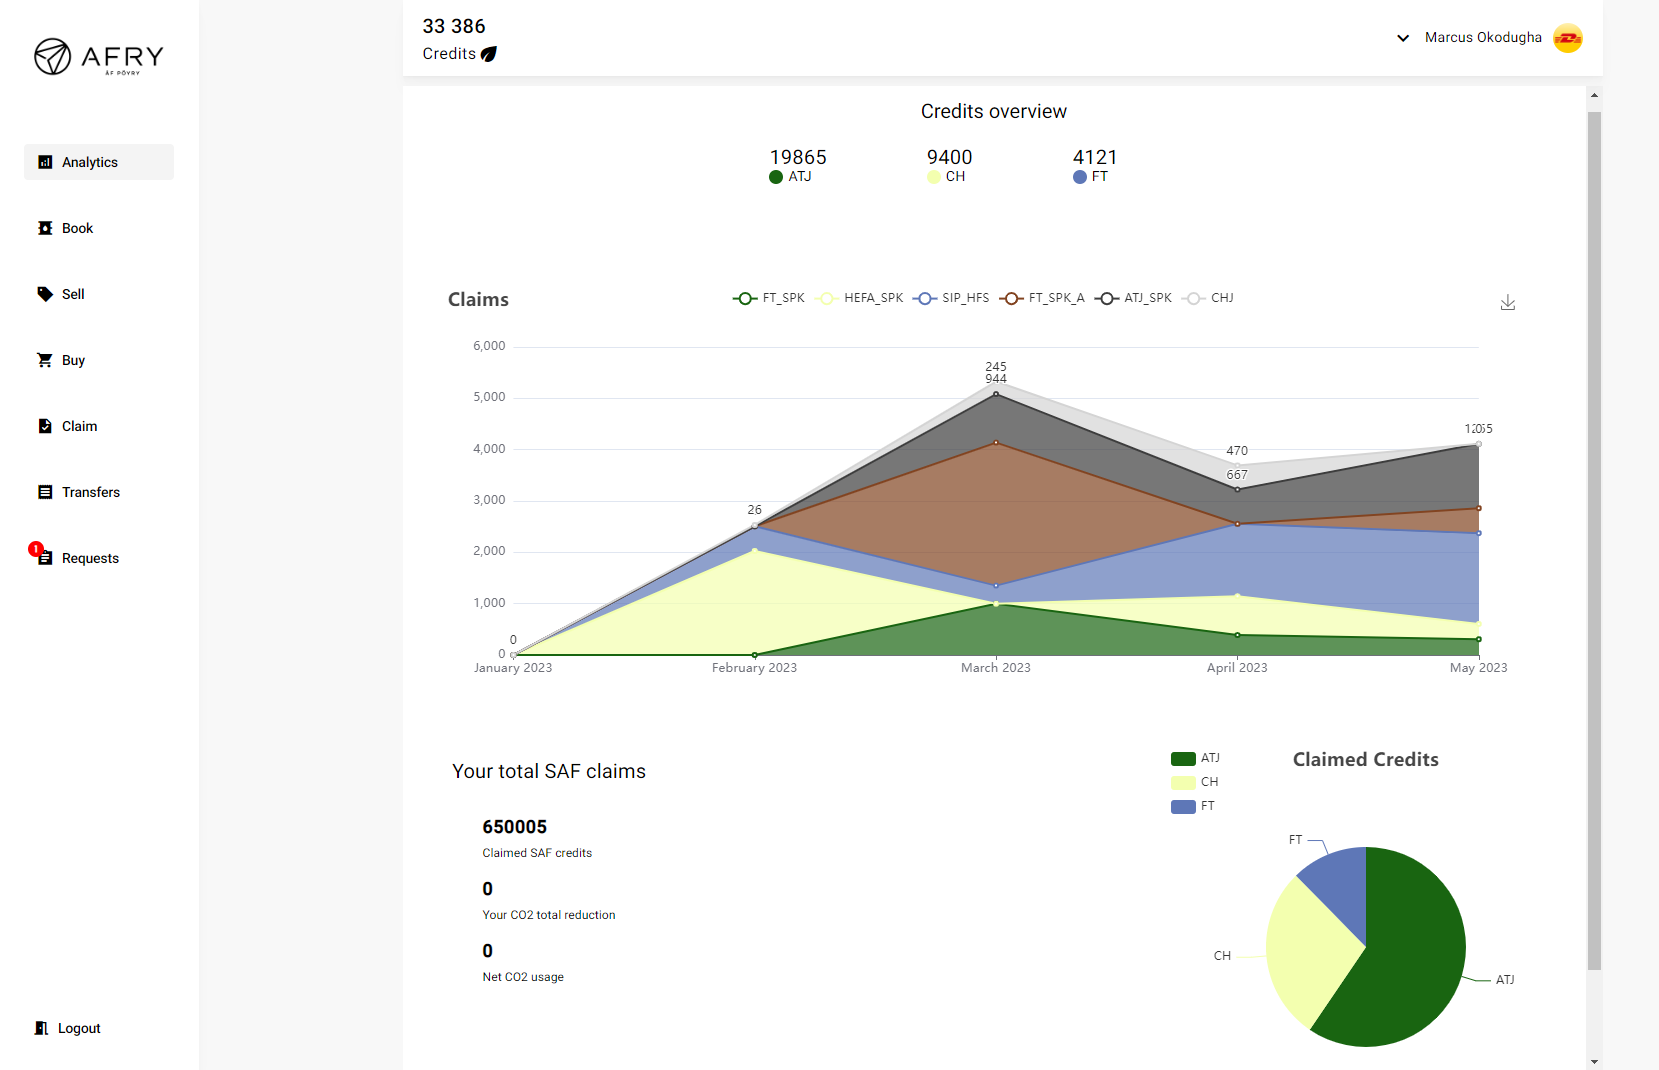 AFRY
ÅF PÖYRY
Analytics
Book
Sell
Buy
Claim
Transfers
1
Requests
Logout
33 386
Credits
Marcus Okodugha
DHL
Credits overview
19865 9400 4121
ATJ CH FT
Claims
FT_SPK HEFA_SPK SIP_HFS FT_SPK_A ATJ_SPK CHJ
6,000
5,000
4,000
3,000
2,000
1,000
0
0
26
245
944
470
667
January 2023 February 2023 March 2023 April 2023 May 2023
Your total SAF claims
650005
Claimed SAF credits
0
Your CO2 total reduction
0
Net CO2 usage
ATJ
CH
FT
Claimed Credits
FT
CH
ATJ